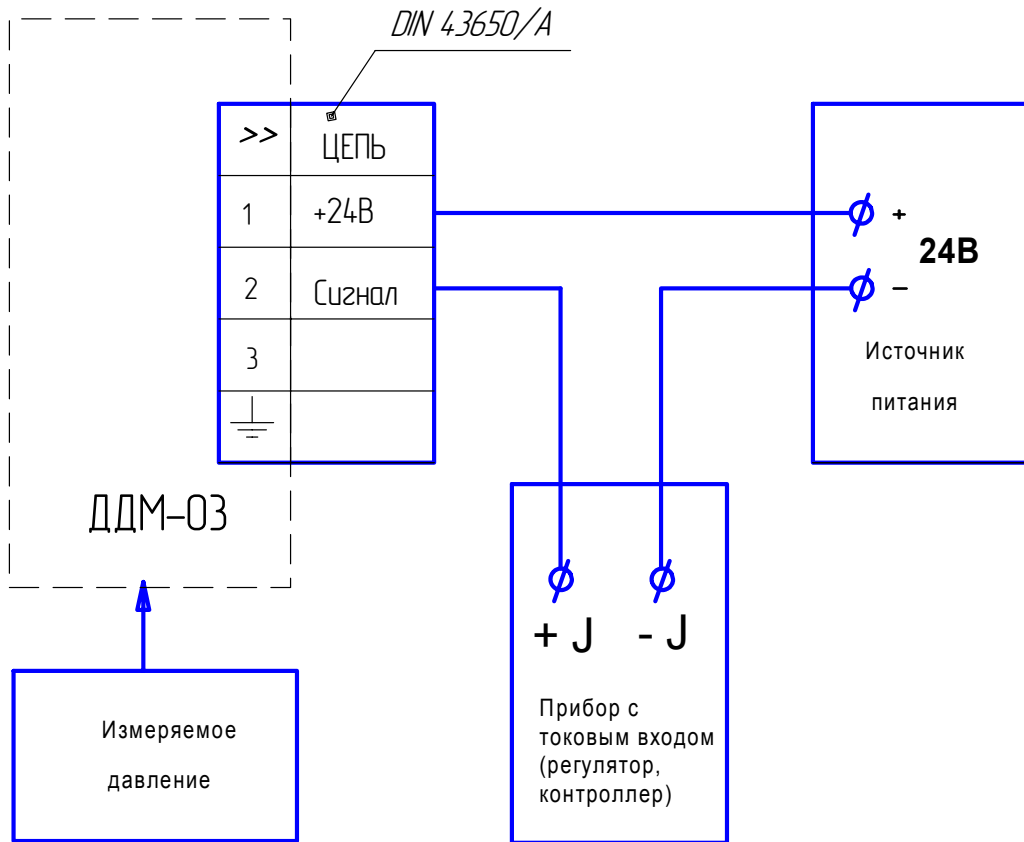 DIN 43650/A
>> ЦЕПЬ
1 +24В
2 Сигнал
3
+
24В
–
Источник
питания
ДДМ–03
+ J - J
Измеряемое
давление
Прибор с
токовым входом
(регулятор,
контроллер)